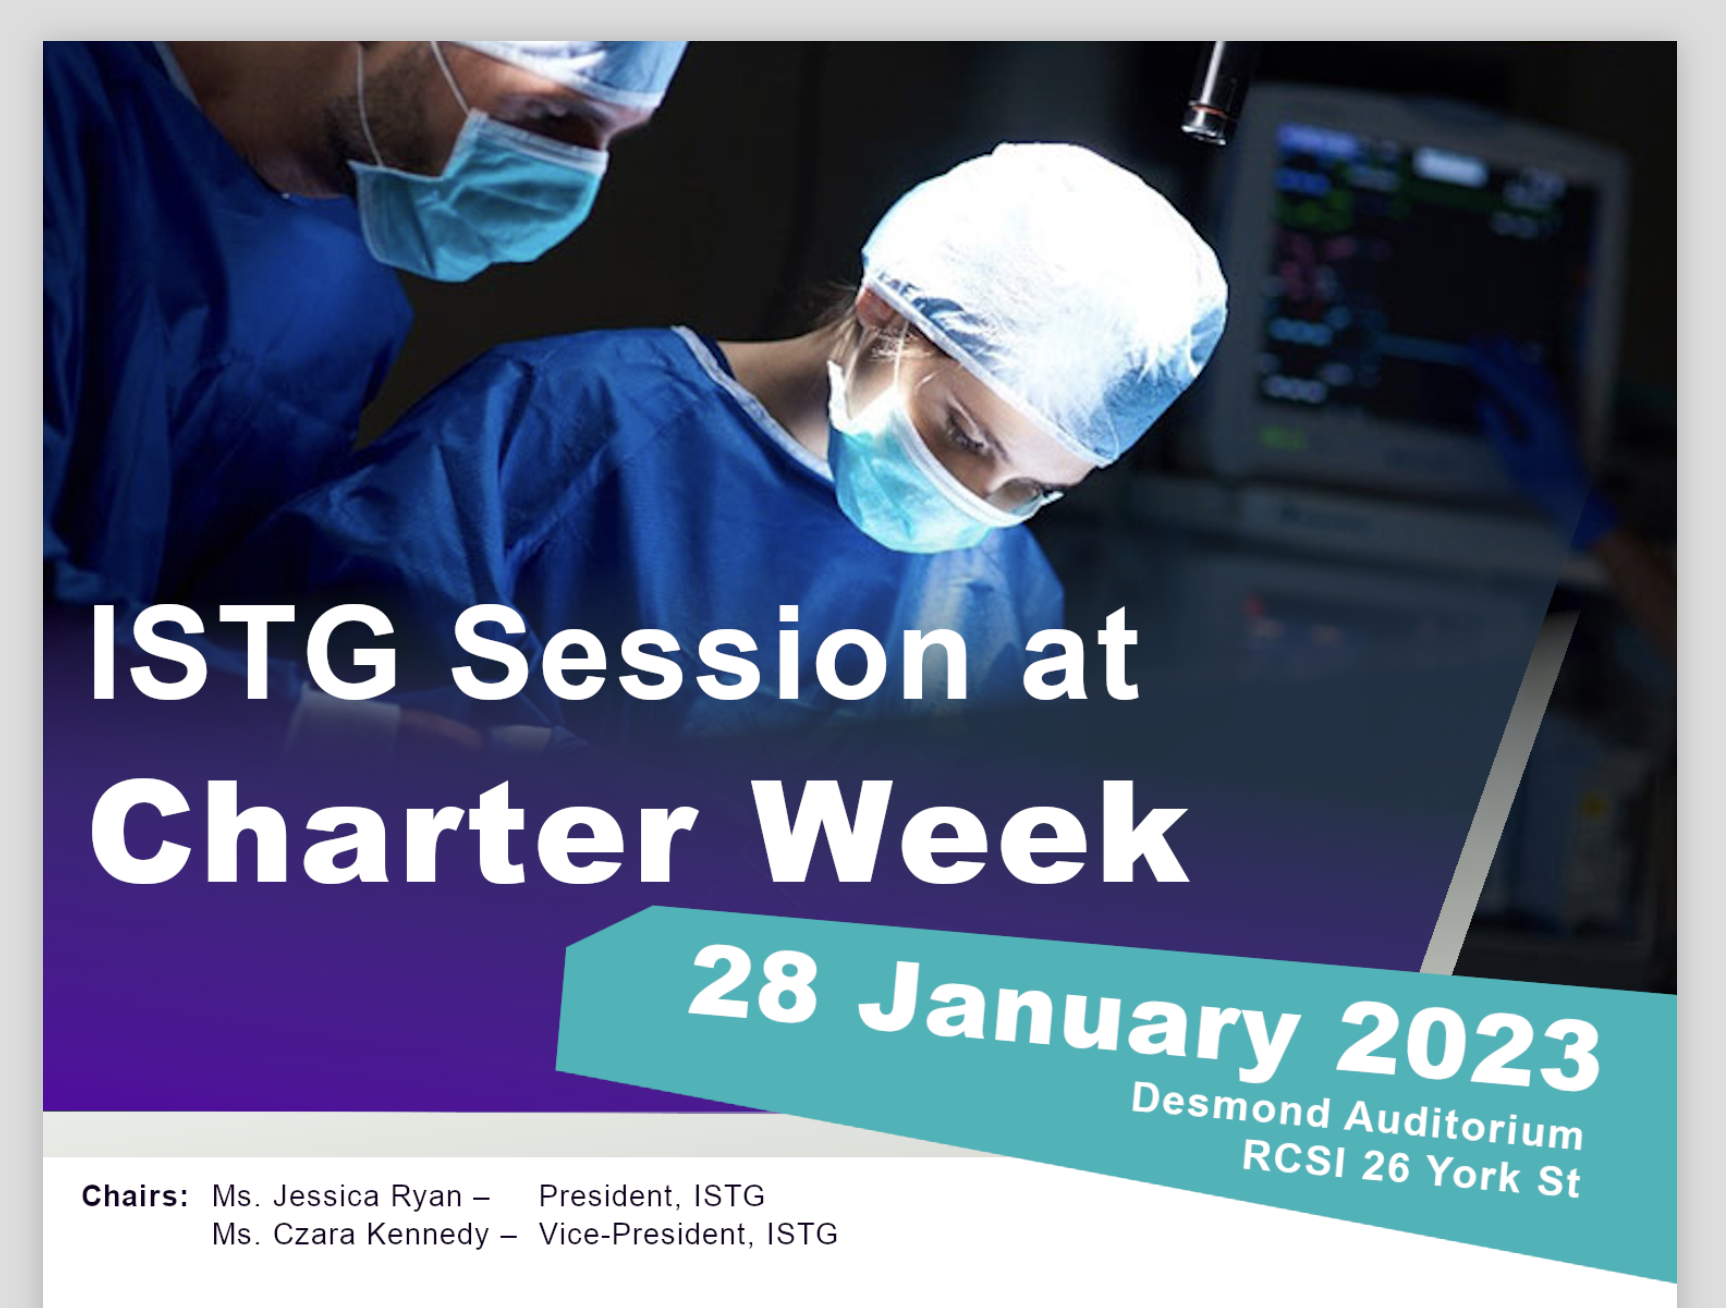 ISTG Session at
Charter Week
28 January 2023
Desmond Auditorium
RCSI 26 York St
Chairs: Ms. Jessica Ryan – President, ISTG
Ms. Czara Kennedy – Vice-President, ISTG